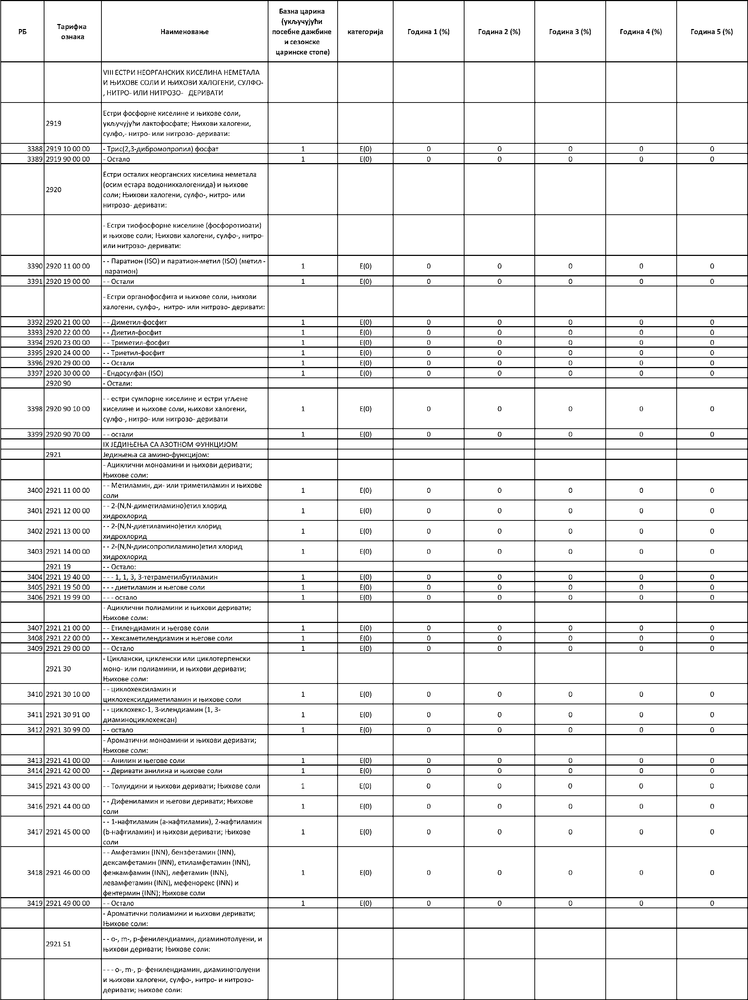 РБ Тарифна ознака Наименовање Базна царина (укључујући посебне дажбине и сезонске царинске стопе) категорија Година 1 (%) Година 2 (%) Година 3 (%) Година 4 (%) Година 5 (%)
VIII ЕСТРИ НЕОРГАНСКИХ КИСЕЛИНА НЕМЕТАЛА
И ЊИХОВЕ СОЛИ И ЊИХОВИ ХАЛОГЕНИ, СУЛФО-
, НИТРО- ИЛИ НИТРОЗО- ДЕРИВАТИ
2919 Естри фосфорне киселине и њихове соли,
укључујући лактофосфате; Њихови халогени,
сулфо,- нитро- или нитрозо- деривати:
3388 2919 10 00 00 - Трис(2,3-дибромопропил) фосфат 1 E(0) 0 0 0 0 0
3389 2919 90 00 00 - Остало 1 E(0) 0 0 0 0 0
2920 Естри осталих неорганских киселина неметала
(осим естара водоникхалогенида) и њихове
соли; Њихови халогени, сулфо-, нитро- или
нитрозо- деривати:
- Естри тиофосфорне киселине (фосфоротиоати)
и њихове соли; Њихови халогени, сулфо-, нитро-
или нитрозо- деривати:
3390 2920 11 00 00 - - Паратион (ISO) и паратион-метил (ISO) (метил -
паратион) 1 E(0) 0 0 0 0 0
3391 2920 19 00 00 - - Остали 1 E(0) 0 0 0 0 0
- Естри органофосфита и њихове соли, њихови
халогени, сулфо-, нитро- или нитрозо- деривати:
3392 2920 21 00 00 - - Диметил-фосфит 1 E(0) 0 0 0 0 0
3393 2920 22 00 00 - - Диетил-фосфит 1 E(0) 0 0 0 0 0
3394 2920 23 00 00 - - Триметил-фосфит 1 E(0) 0 0 0 0 0
3395 2920 24 00 00 - - Триетил-фосфит 1 E(0) 0 0 0 0 0
3396 2920 29 00 00 - - Остали 1 E(0) 0 0 0 0 0
3397 2920 30 00 00 - Ендосулфан (ISO) 1 E(0) 0 0 0 0 0
2920 90 - Остали:
3398 2920 90 10 00 - - естри сумпорне киселине и естри угљене
киселине и њихове соли, њихови халогени,
сулфо-, нитро- или нитрозо- деривати 1 E(0) 0 0 0 0 0
3399 2920 90 70 00 - - остали 1 E(0) 0 0 0 0 0
IX ЈЕДИЊЕЊА СА АЗОТНОМ ФУНКЦИЈОМ
2921 Једињења са амино-функцијом:
- Ациклични моноамини и њихови деривати;
Њихове соли:
3400 2921 11 00 00 - - Метиламин, ди- или триметиламин и њихове
соли 1 E(0) 0 0 0 0 0
3401 2921 12 00 00 - - 2-(N,N-диметиламино)етил хлорид
хидрохлорид 1 E(0) 0 0 0 0 0
3402 2921 13 00 00 - - 2-(N,N-диетиламино)етил хлорид
хидрохлорид 1 E(0) 0 0 0 0 0
3403 2921 14 00 00 - - 2-(N,N-диисопропиламино)етил хлорид
хидрохлорид 1 E(0) 0 0 0 0 0
2921 19 - - Остало:
3404 2921 19 40 00 - - - 1, 1, 3, 3-тетраметилбутиламин 1 E(0) 0 0 0 0 0
3405 2921 19 50 00 - - - диетиламин и његове соли 1 E(0) 0 0 0 0 0
3406 2921 19 99 00 - - - остало 1 E(0) 0 0 0 0 0
- Ациклични полиамини и њихови деривати;
Њихове соли:
3407 2921 21 00 00 - - Етилендиамин и његове соли 1 E(0) 0 0 0 0 0
3408 2921 22 00 00 - - Хексаметилендиамин и његове соли 1 E(0) 0 0 0 0 0
3409 2921 29 00 00 - - Остало 1 E(0) 0 0 0 0 0
2921 30 - Циклански, цикленски или циклотерпенски
моно- или полиамини, и њихови деривати;
Њихове соли:
3410 2921 30 10 00 - - циклохексиламин и
циклохексилдиметиламин и њихове соли 1 E(0) 0 0 0 0 0
3411 2921 30 91 00 - - циклохекс-1, 3-илендиамин (1, 3-
диаминоциклохексан) 1 E(0) 0 0 0 0 0
3412 2921 30 99 00 - - остало 1 E(0) 0 0 0 0 0
- Ароматични моноамини и њихови деривати;
Њихове соли:
3413 2921 41 00 00 - - Анилин и његове соли 1 E(0) 0 0 0 0 0
3414 2921 42 00 00 - - Деривати анилина и њихове соли 1 E(0) 0 0 0 0 0
3415 2921 43 00 00 - - Толуидини и њихови деривати; Њихове соли 1 E(0) 0 0 0 0 0
3416 2921 44 00 00 - - Дифениламин и његови деривати; Њихове
соли 1 E(0) 0 0 0 0 0
3417 2921 45 00 00 - - 1-нафтиламин (a-нафтиламин), 2-нафтиламин
(b-нафтиламин) и њихови деривати; Њихове
соли 1 E(0) 0 0 0 0 0
3418 2921 46 00 00 - - Амфетамин (INN), бензфетамин (INN),
дексамфетамин (INN), етиламфетамин (INN),
фенкамфамин (INN), лефетамин (INN),
левамфетамин (INN), мефенорекс (INN) и
фентермин (INN); Њихове соли 1 E(0) 0 0 0 0 0
3419 2921 49 00 00 - - Остало 1 E(0) 0 0 0 0 0
- Ароматични полиамини и њихови деривати;
Њихове соли:
2921 51 - - o-, m-, p-фенилендиамин, диаминотолуени, и
њихови деривати; Њихове соли:
- - - o-, m-, p- фенилендиамин, диаминотолуени
и њихови халогени, сулфо-, нитро- и нитрозо-
деривати; њихове соли: